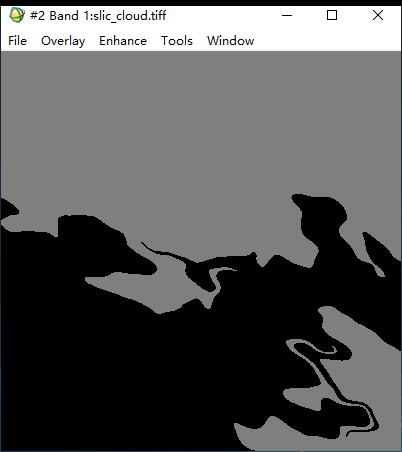 #2 Band 1:slic_cloud.tiff
File Overlay Enhance Tools Window